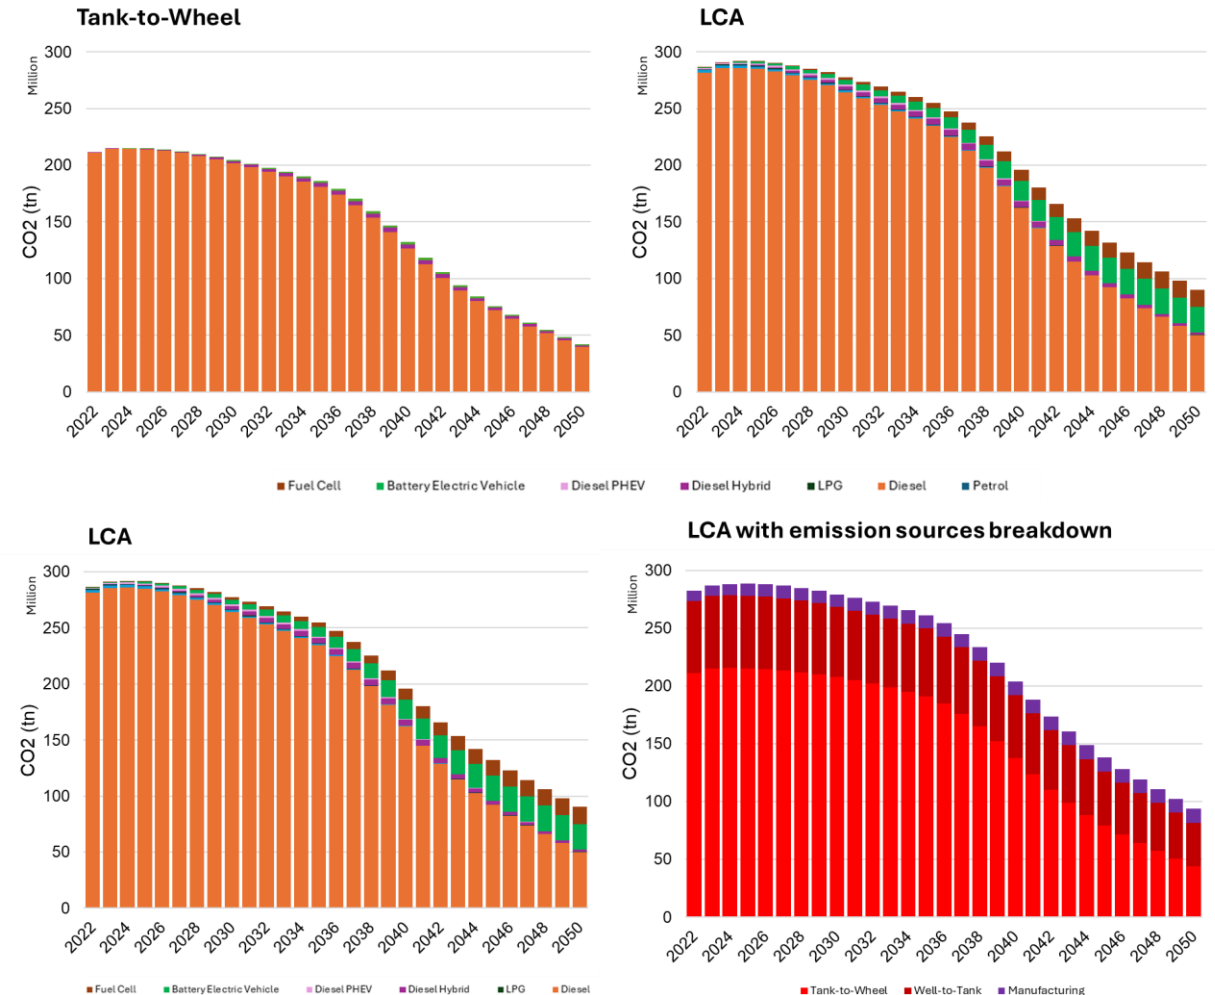 Tank-to-Wheel
300
250
200
150
100
50
0
Million
CO2 (tn)
2022 2024 2026 2028 2030 2032 2034 2036 2038 2040 2042 2044 2046 2048 2050
LCA
300
250
200
150
100
50
0
Million
CO2 (tn)
2022 2024 2026 2028 2030 2032 2034 2036 2038 2040 2042 2044 2046 2048 2050
Fuel Cell Battery Electric Vehicle Diesel PHEV Diesel Hybrid LPG Diesel Petrol
LCA
300
250
200
150
100
50
0
Million
CO2 (tn)
2022 2024 2026 2028 2030 2032 2034 2036 2038 2040 2042 2044 2046 2048 2050
Fuel Cell Battery Electric Vehicle Diesel PHEV Diesel Hybrid LPG Diesel
LCA with emission sources breakdown
300
250
200
150
100
50
0
Million
CO2 (tn)
2022 2024 2026 2028 2030 2032 2034 2036 2038 2040 2042 2044 2046 2048 2050
Tank-to-Wheel Well-to-Tank Manufacturing